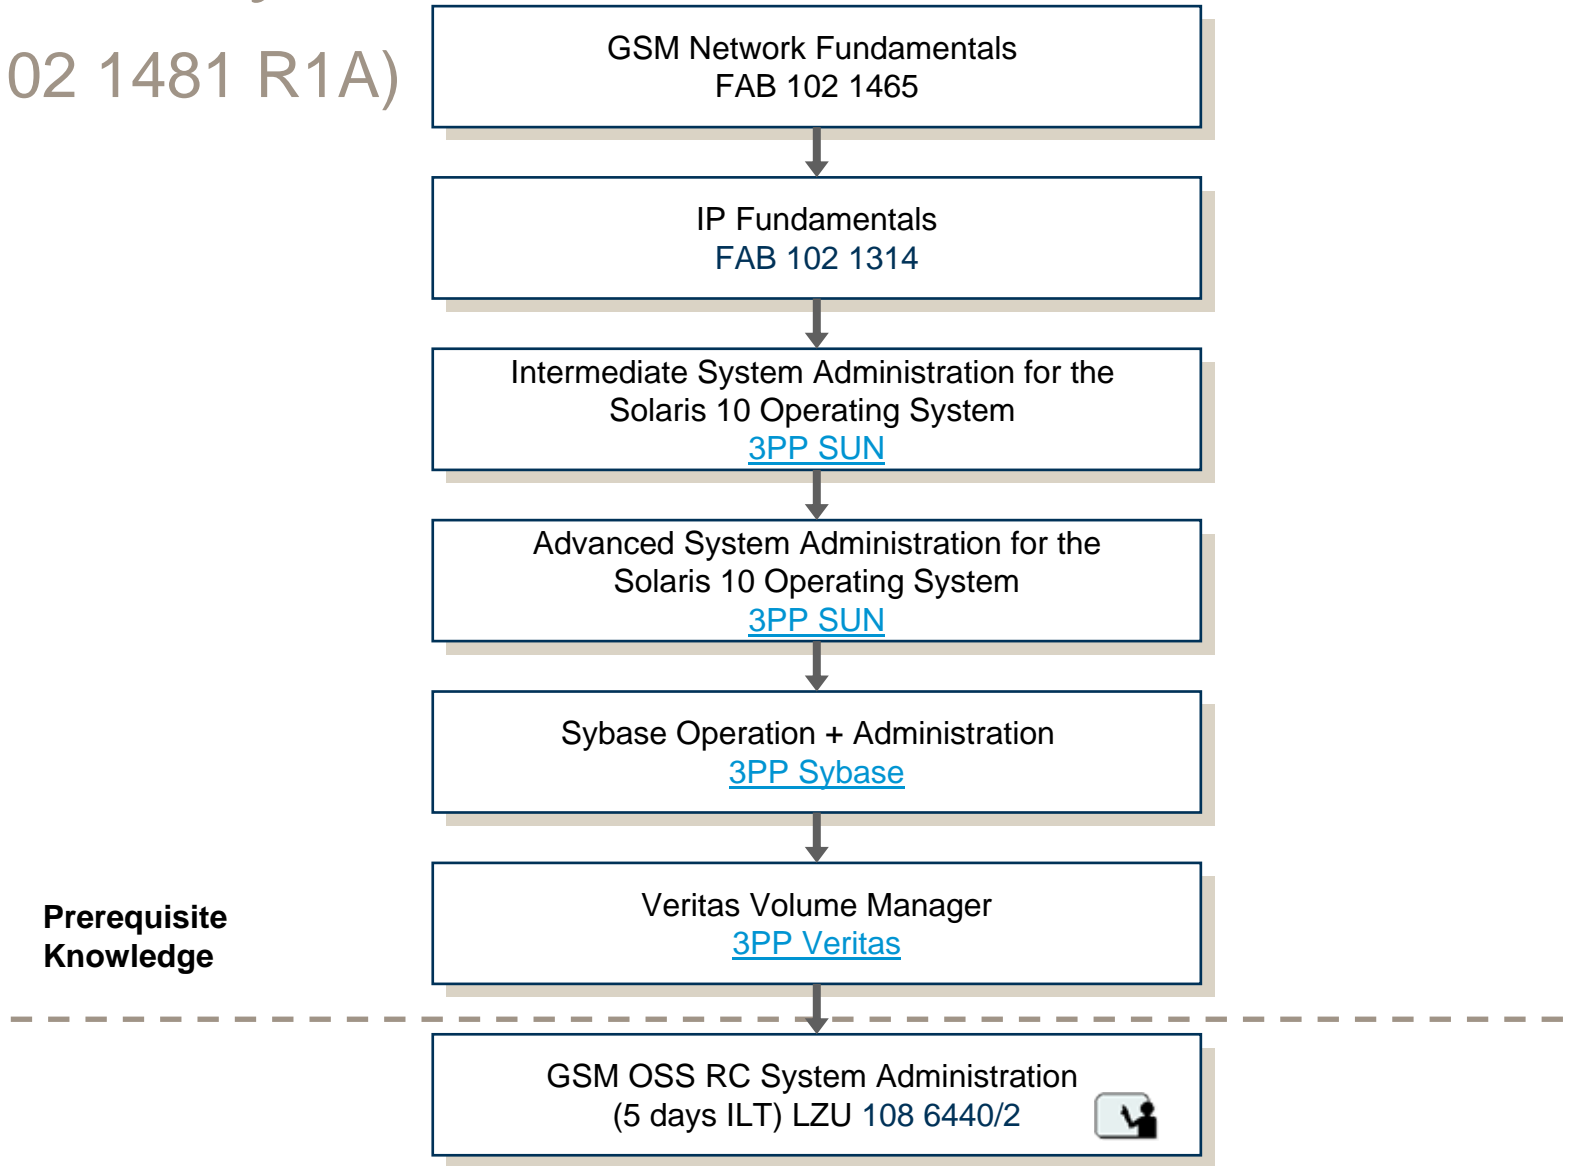 02 1481 R1A)
GSM Network Fundamentals
FAB 102 1465
IP Fundamentals
FAB 102 1314
Intermediate System Administration for the
Solaris 10 Operating System
3PP SUN
Advanced System Administration for the
Solaris 10 Operating System
3PP SUN
Sybase Operation + Administration
3PP Sybase
Veritas Volume Manager
3PP Veritas
Prerequisite
Knowledge
GSM OSS RC System Administration
(5 days ILT) LZU 108 6440/2